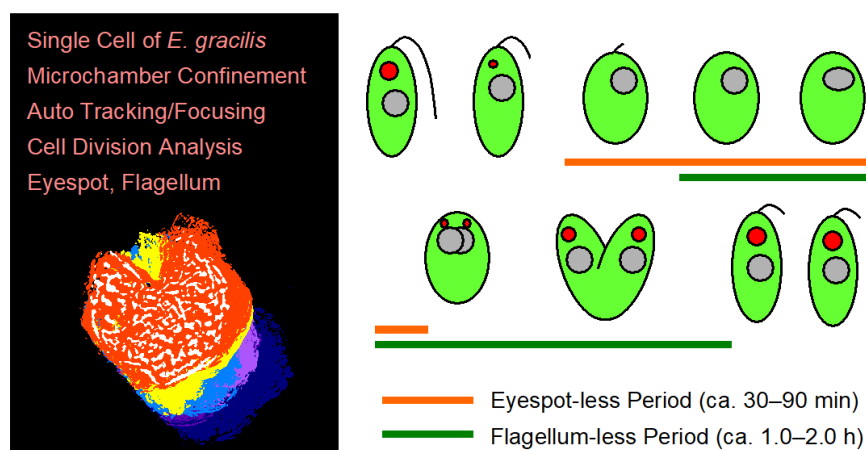 Single Cell of E. gracilis
Microchamber Confinement
Auto Tracking/Focusing
Cell Division Analysis
Eyespot, Flagellum
Eyespot-less Period (ca. 30–90 min)
Flagellum-less Period (ca. 1.0–2.0 h)